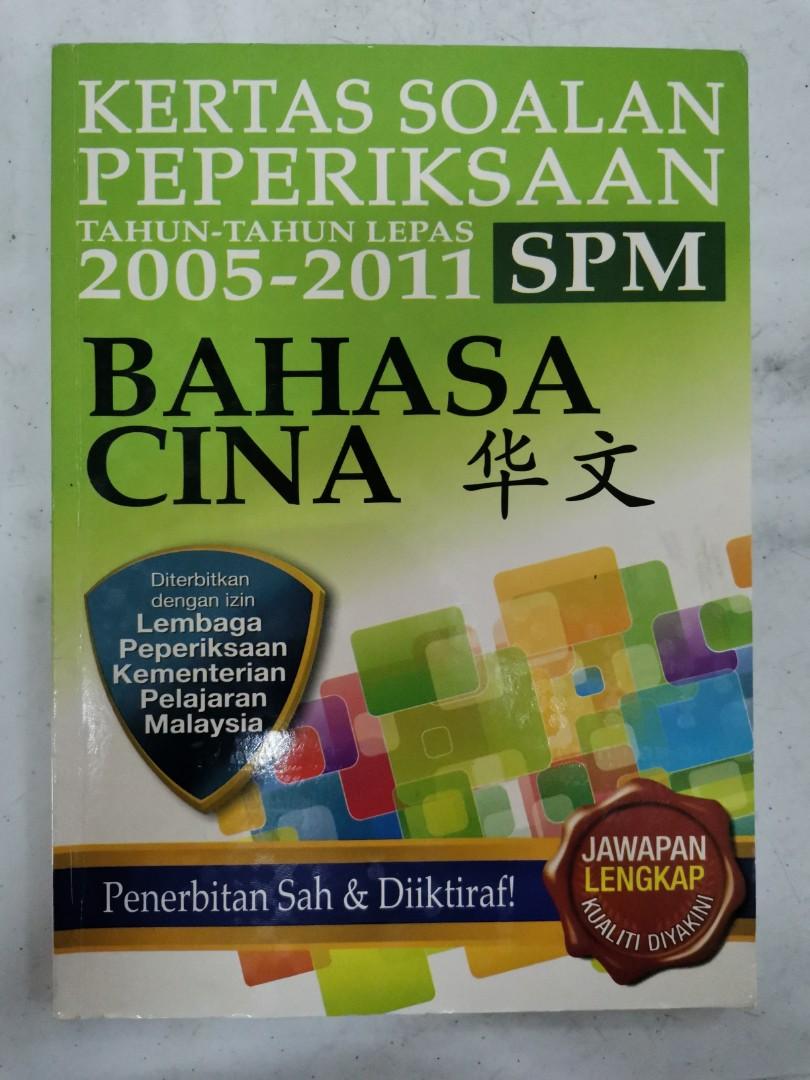 KERTAS SOALAN
PEPERIKSAAN
TAHUN-TAHUN LEPAS
2005-2011 SPM
BAHASA
CINA 华文
Diterbitkan
dengan izin
Lembaga
Peperiksaan
Kementerian
Pelajaran
Malaysia
Penerbitan Sah & Diiktiraf!
JAWAPAN
LENGKAP
KUALITI DIYAKINI